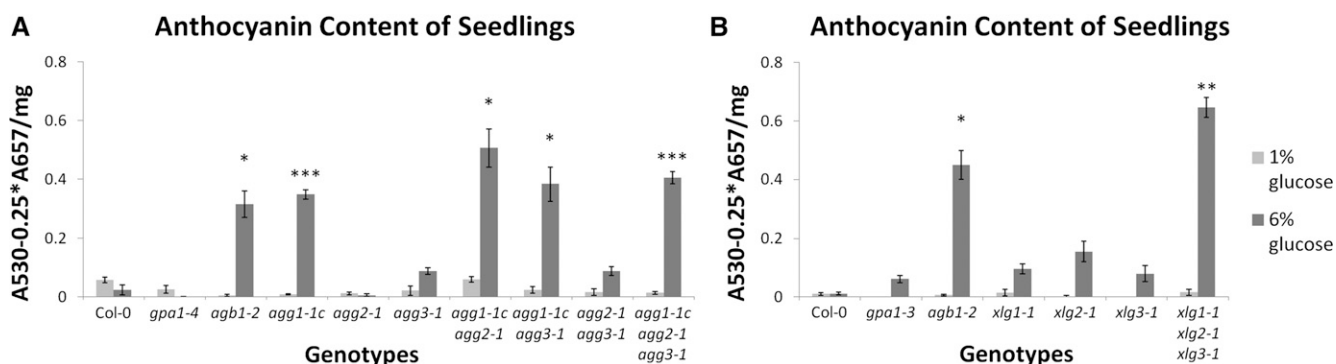 A
Anthocyanin Content of Seedlings
A530-0.25*A657/mg
0.8
0.6
0.4
0.2
0
*
***
*
*
***
Col-0 gpa1-4 agb1-2 agg1-1c agg2-1 agg3-1 agg1-1c agg1-1c agg2-1 agg1-1c
agg2-1 agg3-1 agg3-1 agg2-1
agg3-1
Genotypes
B
Anthocyanin Content of Seedlings
A530-0.25*A657/mg
0.8
0.6
0.4
0.2
0
*
**
Col-0 gpa1-3 agb1-2 xlg1-1 xlg2-1 xlg3-1 xlg1-1
xlg2-1
xlg3-1
Genotypes
1%
glucose
6%
glucose